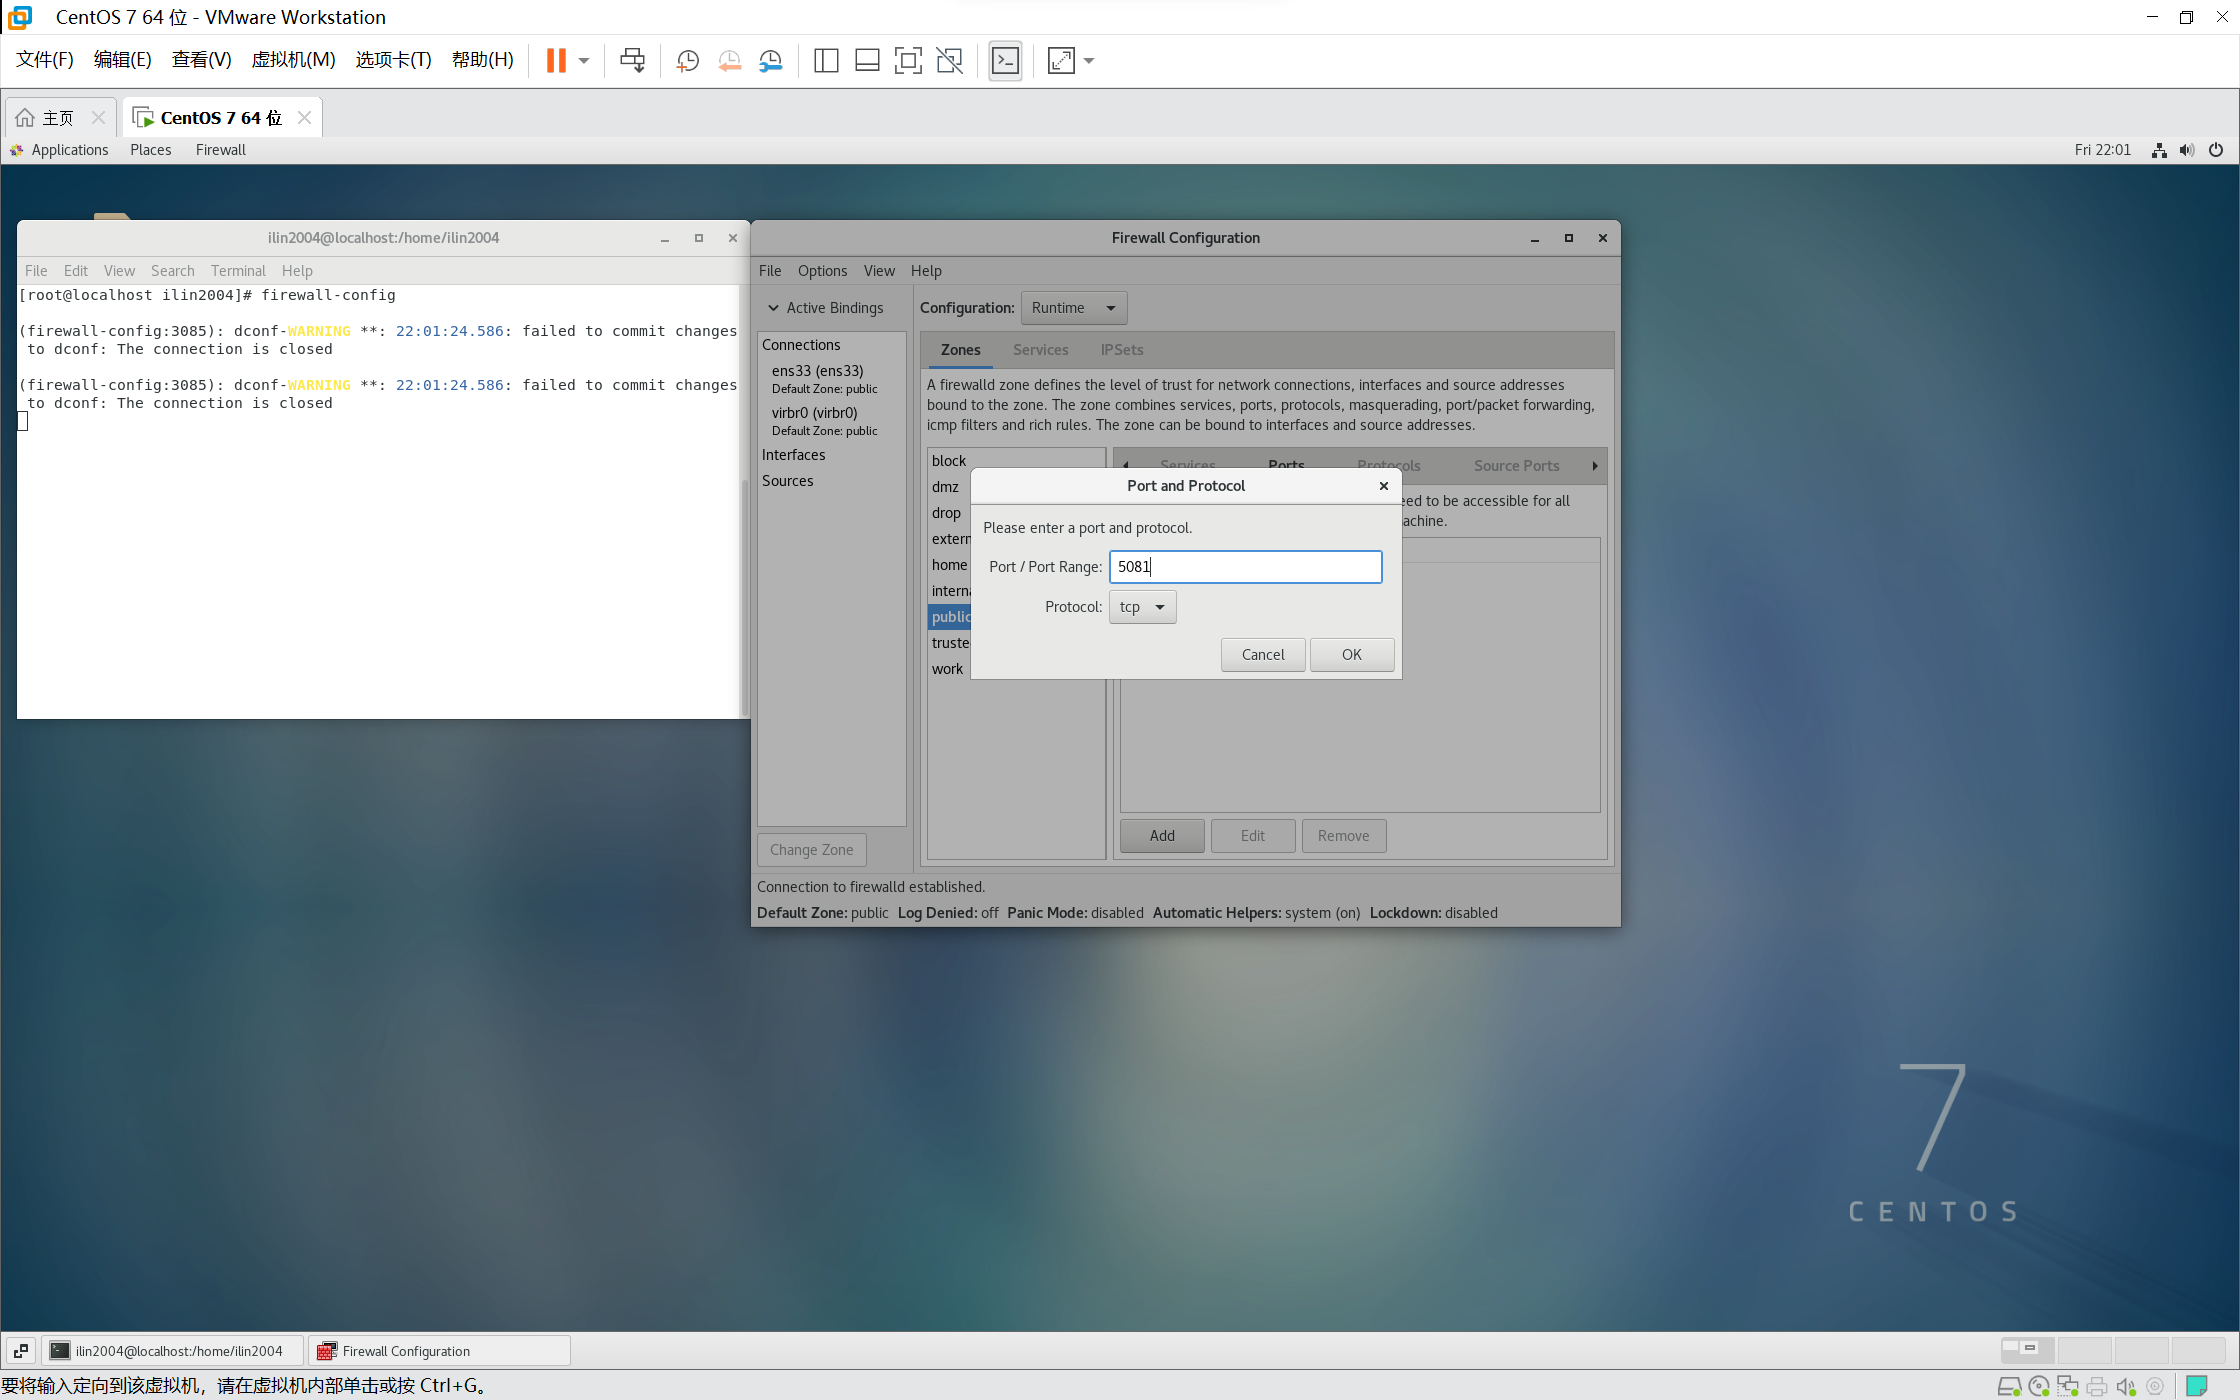 CentOS 7 64 位 - VMware Workstation
文件(F) 编辑(E) 查看(V) 虚拟机(M) 选项卡(T) 帮助(H)
主页 CentOS 7 64 位
Applications Places Firewall Fri 22:01
ilin2004@localhost:/home/ilin2004
File Edit View Search Terminal Help
[root@localhost ilin2004]# firewall-config
(firewall-config:3085): dconf-WARNING **: 22:01:24.586: failed to commit changes
to dconf: The connection is closed
(firewall-config:3085): dconf-WARNING **: 22:01:24.586: failed to commit changes
to dconf: The connection is closed
Firewall Configuration
File Options View Help
Active Bindings
Configuration: Runtime
Connections
ens33 (ens33)
Default Zone: public
virbr0 (virbr0)
Default Zone: public
Interfaces
Sources
Change Zone
Zones Services IPSets
A firewalld zone defines the level of trust for network connections, interfaces and source addresses
bound to the zone. The zone combines services, ports, protocols, masquerading, port/packet forwarding,
icmp filters and rich rules. The zone can be bound to interfaces and source addresses.
block
dmz
drop
extern
home
interna
public
truste
work
Services Ports Protocols Source Ports
eed to be accessible for all
achine.
Port and Protocol
Please enter a port and protocol.
Port / Port Range: 5081
Protocol: tcp
Cancel OK
Add Edit Remove
Connection to firewalld established.
Default Zone: public Log Denied: off Panic Mode: disabled Automatic Helpers: system (on) Lockdown: disabled
7
CENTOS
ilin2004@localhost:/home/ilin2004 Firewall Configuration
要将输入定向到该虚拟机，请在虚拟机内部单击或按 Ctrl+G。